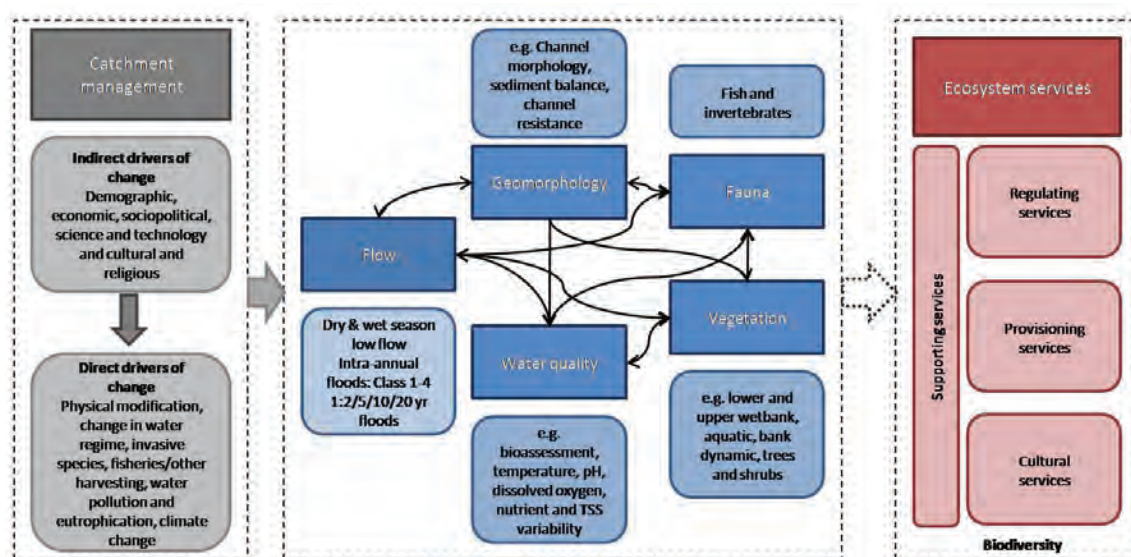 Catchment
management
Indirect drivers of
change
Demographic,
economic, sociopolitical,
science and technology
and cultural and
religious
Direct drivers of
change
Physical modification,
change in water
regime, invasive
species, fisheries/other
harvesting, water
pollution and
eutrophication, climate
change
e.g. Channel
morphology,
sediment balance,
channel
resistance
Fish and
invertebrates
Geomorphology
Fauna
Flow
Dry & wet season
low flow
Intra-annual
floods: Class 1-4
1:2/5/10/20 yr
floods
Water quality
Vegetation
e.g.
bioassessment,
temperature, pH,
dissolved oxygen,
nutrient and TSS
variability
e.g. lower and
upper wetbank,
aquatic, bank
dynamic, trees
and shrubs
Ecosystem services
Supporting services
Regulating
services
Provisioning
services
Cultural
services
Biodiversity